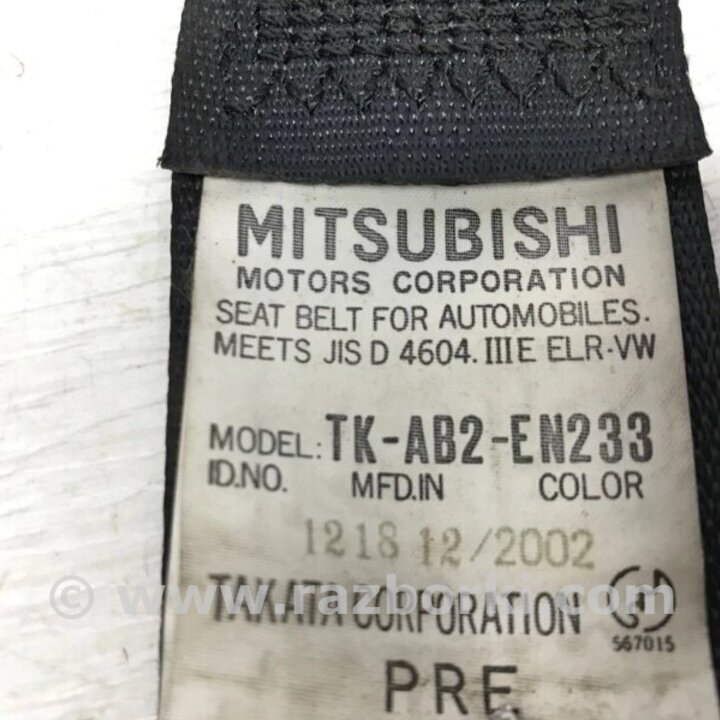 MITSUBISHI
MOTORS CORPORATION
SEAT BELT FOR AUTOMOBILES.
MEETS JIS D 4604. III E ELR-VW
MODEL: TK-AB2-EN233
ID.NO. MFD.IN COLOR
1218 12/2002
© www.razborki.com
TAKATA CORPORATION
567015
PRE.